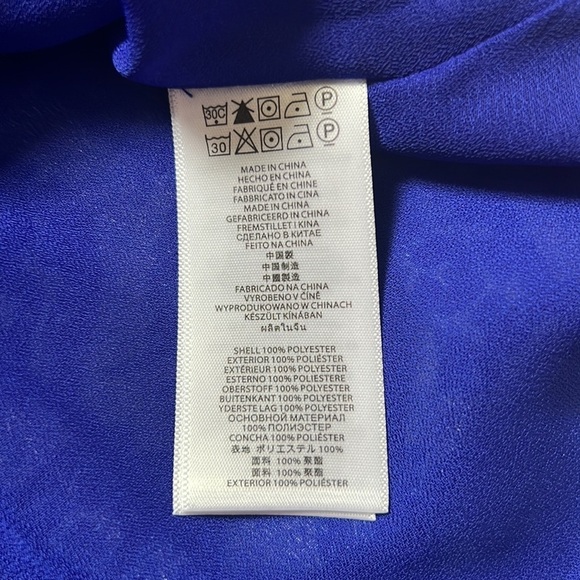 30C P
30 P
MADE IN CHINA
HECHO EN CHINA
FABRIQUÉ EN CHINE
FABBRICATO IN CINA
MADE IN CHINA
GEFABRICEERD IN CHINA
FREMSTILLET I KINA
СДЕЛАНО В КИТАЕ
FEITO NA CHINA
中国製
中国制造
中國製造
FABRICADO NA CHINA
VYROBENO V ČÍNĚ
WYPRODUKOWANO W CHINACH
KÉSZÜLT KÍNÁBAN
ผลิตในจีน
SHELL 100% POLYESTER
EXTERIOR 100% POLIÉSTER
EXTÉRIEUR 100% POLYESTER
ESTERNO 100% POLIESTERE
OBERSTOFF 100% POLYESTER
BUITENKANT 100% POLYESTER
YDERSTE LAG 100% POLYESTER
ОСНОВНОЙ МАТЕРИАЛ
100% ПОЛИЭСТЕР
CONCHA 100% POLIÉSTER
表地 ポリエステル 100%
面料 100% 聚酯
面料 100% 聚酯
EXTERIOR 100% POLIÉSTER